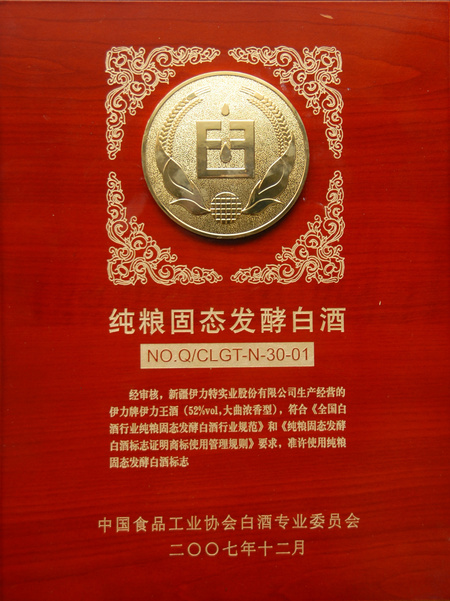 纯粮固态发酵白酒
NO.Q/CLGT-N-30-01
经审核，新疆伊力特实业股份有限公司生产经营的
伊力牌伊力王酒（52%vol,大曲浓香型），符合《全国白
酒行业纯粮固态发酵白酒行业规范》和《纯粮固态发酵
白酒标志证明商标使用管理规则》要求，准许使用纯粮
固态发酵白酒标志
中国食品工业协会白酒专业委员会
二〇〇七年十二月